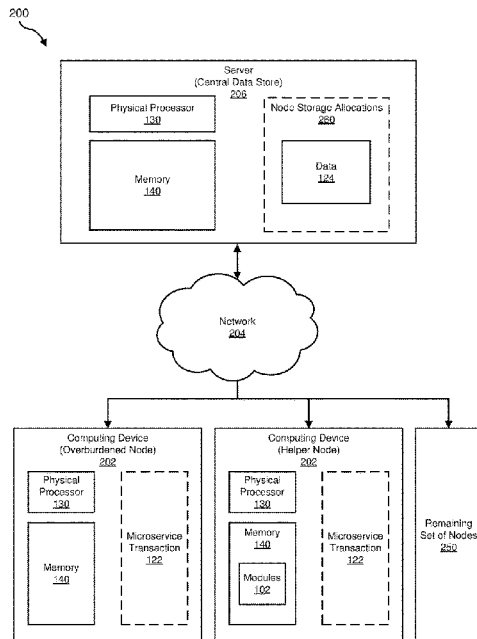 200
Server
(Central Data Store)
206
Physical Processor
130
Memory
140
Node Storage Allocations
260
Data
124
Network
204
Computing Device
(Overburdened Node)
202
Physical
Processor
130
Memory
140
Microservice
Transaction
122
Computing Device
(Helper Node)
202
Physical
Processor
130
Memory
140
Modules
102
Microservice
Transaction
122
Remaining
Set of Nodes
250